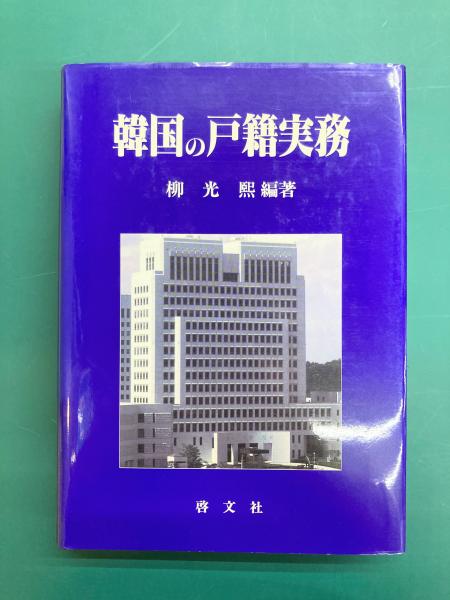 韓国の戸籍実務
柳光熙編著
啓文社